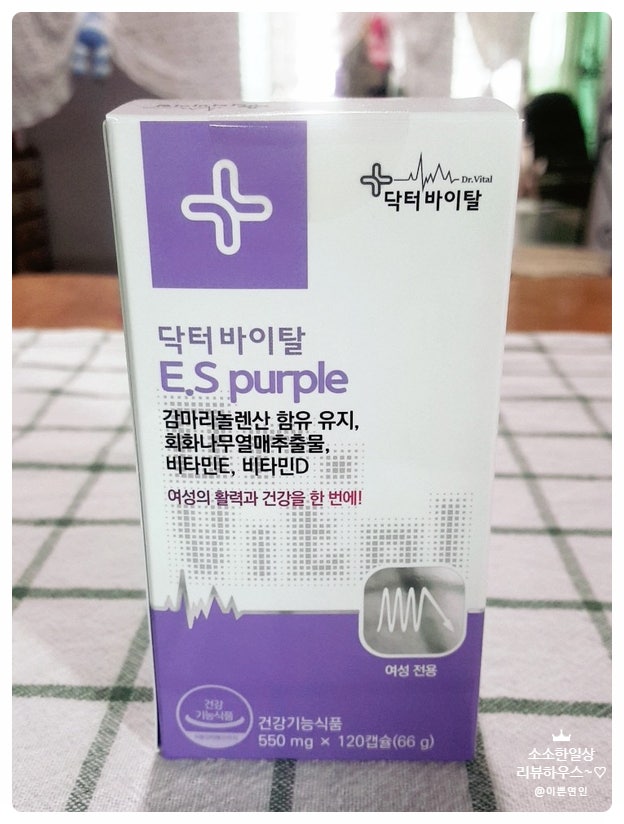 Dr.Vital
닥터바이탈
닥터바이탈
E.S purple
감마리놀렌산 함유 유지,
회화나무열매추출물,
비타민E, 비타민D
여성의 활력과 건강을 한 번에!
Vital
여성 전용
건강
기능식품
건강기능식품
550 mg × 120캡슐(66 g)
소소한일상
리뷰하우스~♡
@이쁜연인